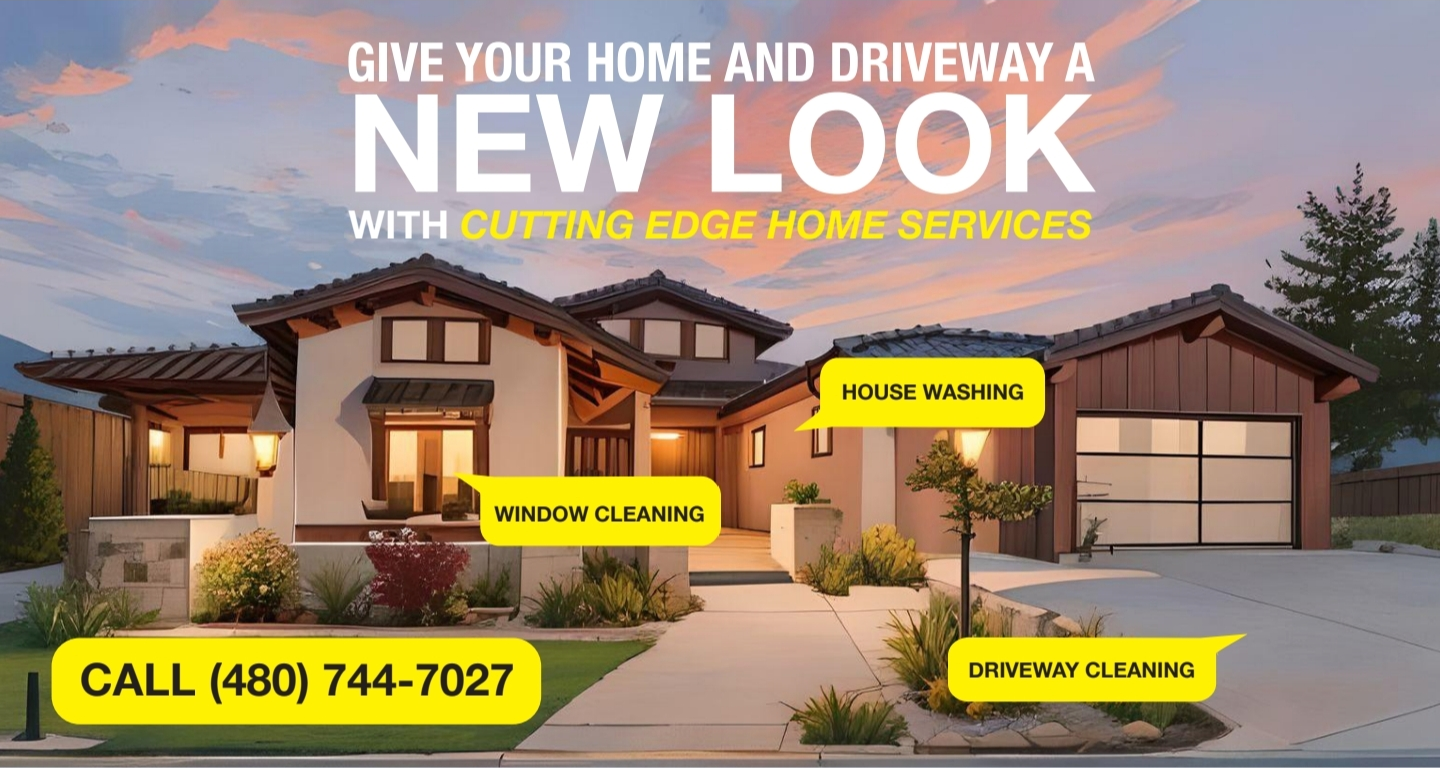 GIVE YOUR HOME AND DRIVEWAY A
NEW LOOK
WITH CUTTING EDGE HOME SERVICES
HOUSE WASHING
WINDOW CLEANING
DRIVEWAY CLEANING
CALL (480) 744-7027